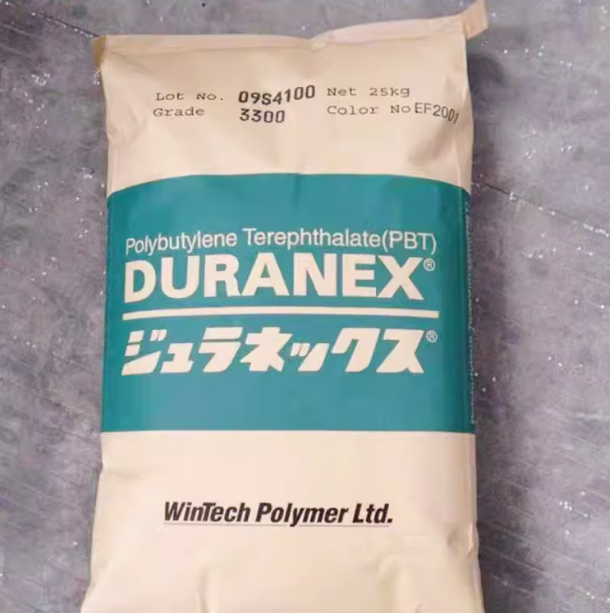 Lot No. 09S4100 Net 25kg
Grade 3300 Color No EF2001
Polybutylene Terephthalate(PBT)
DURANEX®
ジュラネックス®
WinTech Polymer Ltd.